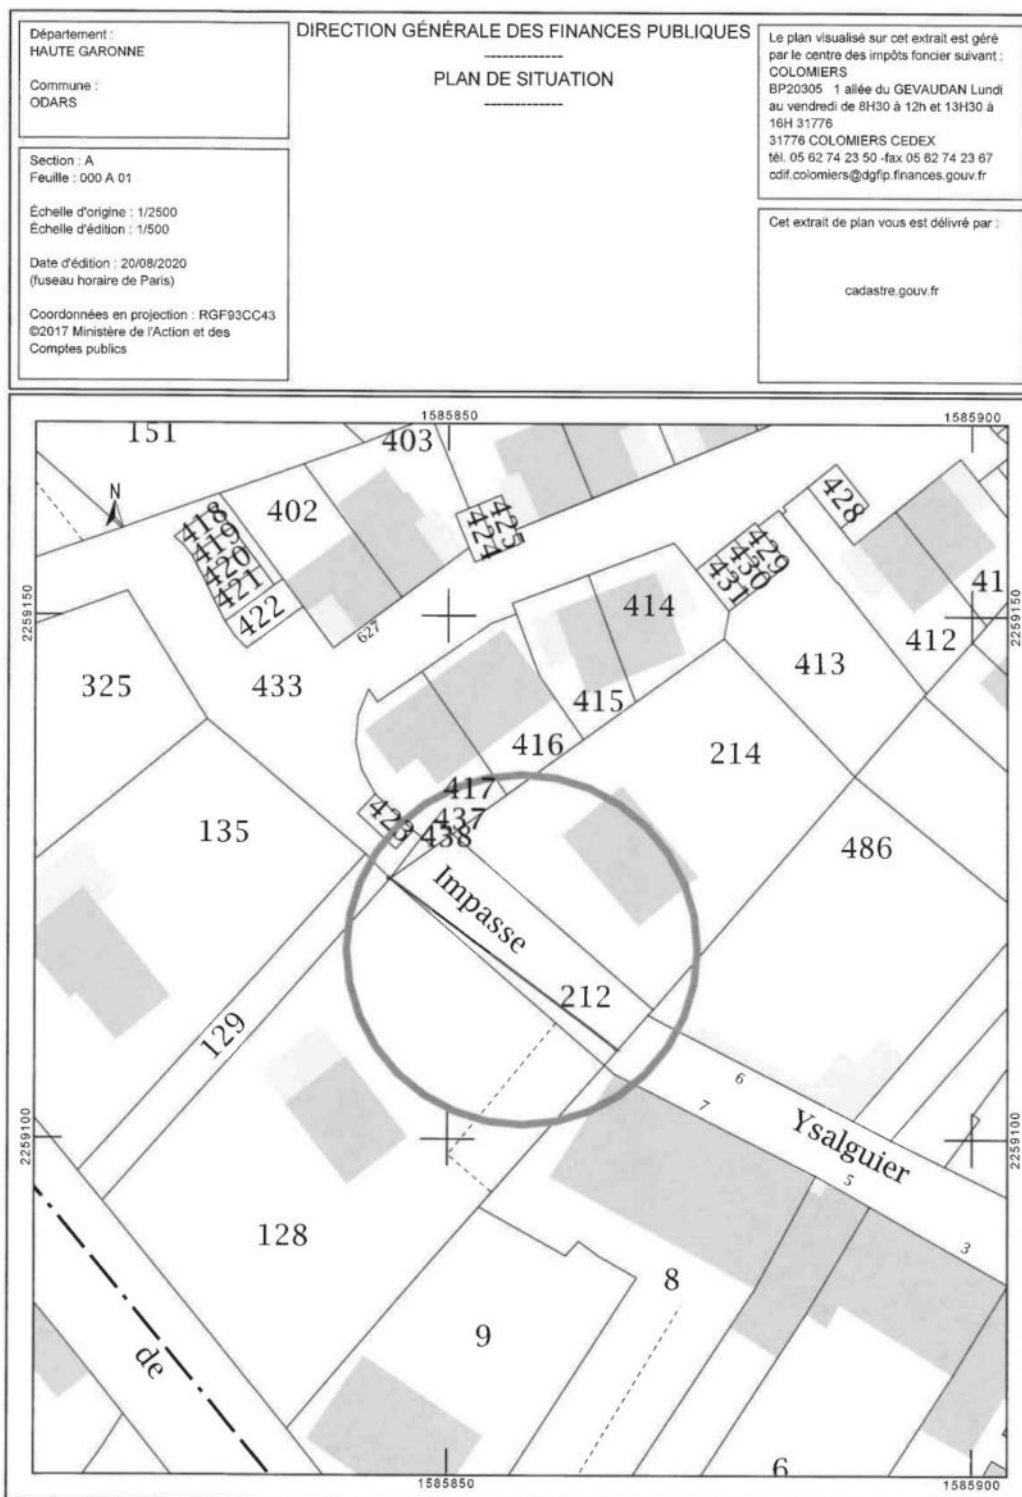 Département :
HAUTE GARONNE
Commune :
ODARS
Section : A
Feuille : 000 A 01
Échelle d'origine : 1/2500
Échelle d'édition : 1/500
Date d'édition : 20/08/2020
(fuseau horaire de Paris)
Coordonnées en projection : RGF93CC43
©2017 Ministère de l'Action et des
Comptes publics
DIRECTION GÉNÉRALE DES FINANCES PUBLIQUES
-------------
PLAN DE SITUATION
-------------
Le plan visualisé sur cet extrait est géré
par le centre des impôts foncier suivant :
COLOMIERS
BP20305 1 allée du GEVAUDAN Lundi
au vendredi de 8H30 à 12h et 13H30 à
16H 31776
31776 COLOMIERS CEDEX
tél. 05 62 74 23 50 -fax 05 62 74 23 67
cdif.colomiers@dgfip.finances.gouv.fr
Cet extrait de plan vous est délivré par :
cadastre.gouv.fr
1585850
1585900
151
403
N
402
418
419
420
421
422
424
425
428
429
430
431
2259150
2259150
627
414
41
412
325
433
413
415
416
214
417
423
437
438
135
486
Impasse
212
129
6
7
Ysalguier
5
3
2259100
2259100
128
8
9
de
6
1585850
1585900